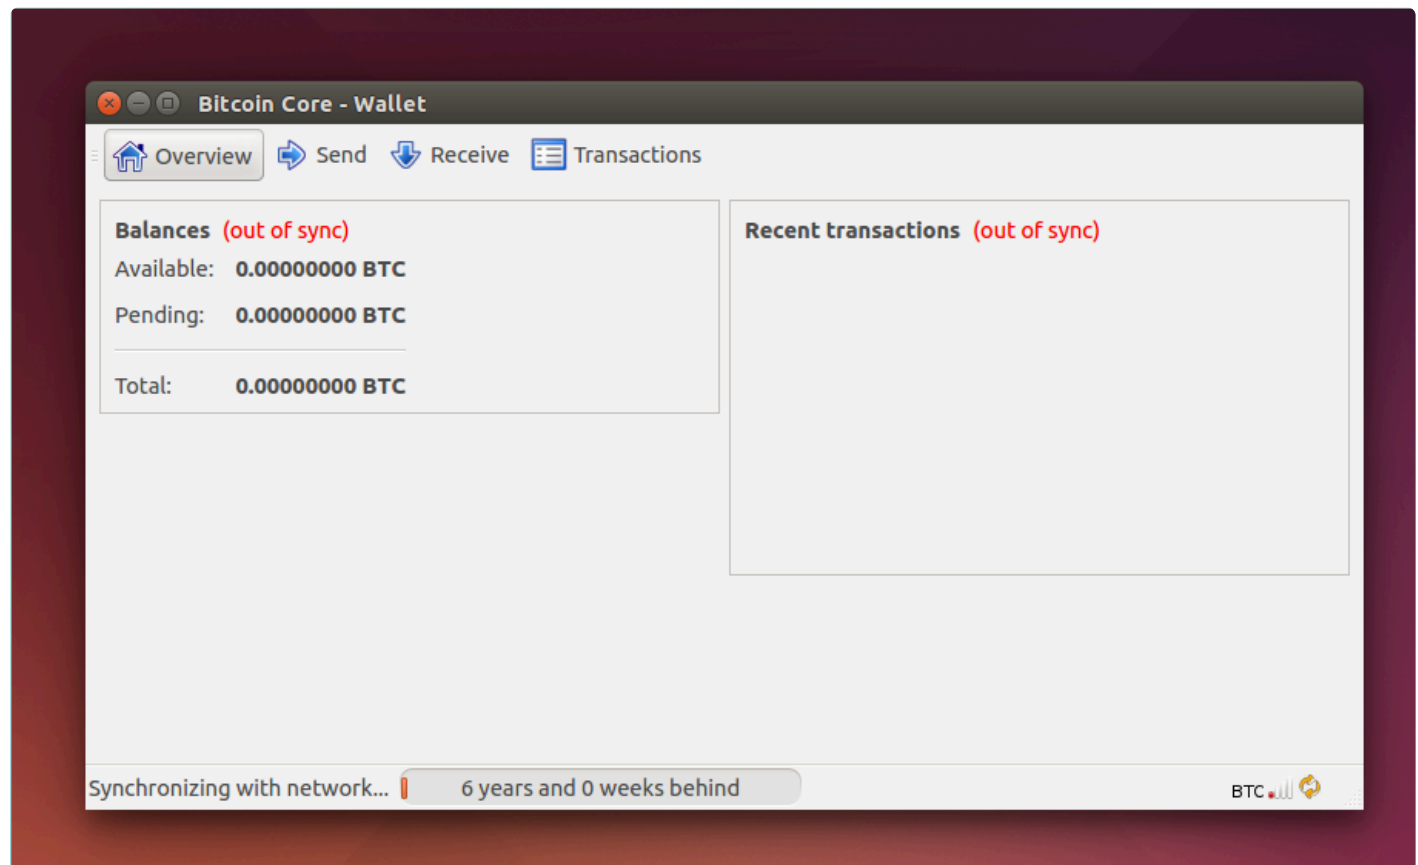 Bitcoin Core - Wallet
Overview Send Receive Transactions
Balances (out of sync)
Available: 0.00000000 BTC
Pending: 0.00000000 BTC
Total: 0.00000000 BTC
Recent transactions (out of sync)
Synchronizing with network... 6 years and 0 weeks behind BTC